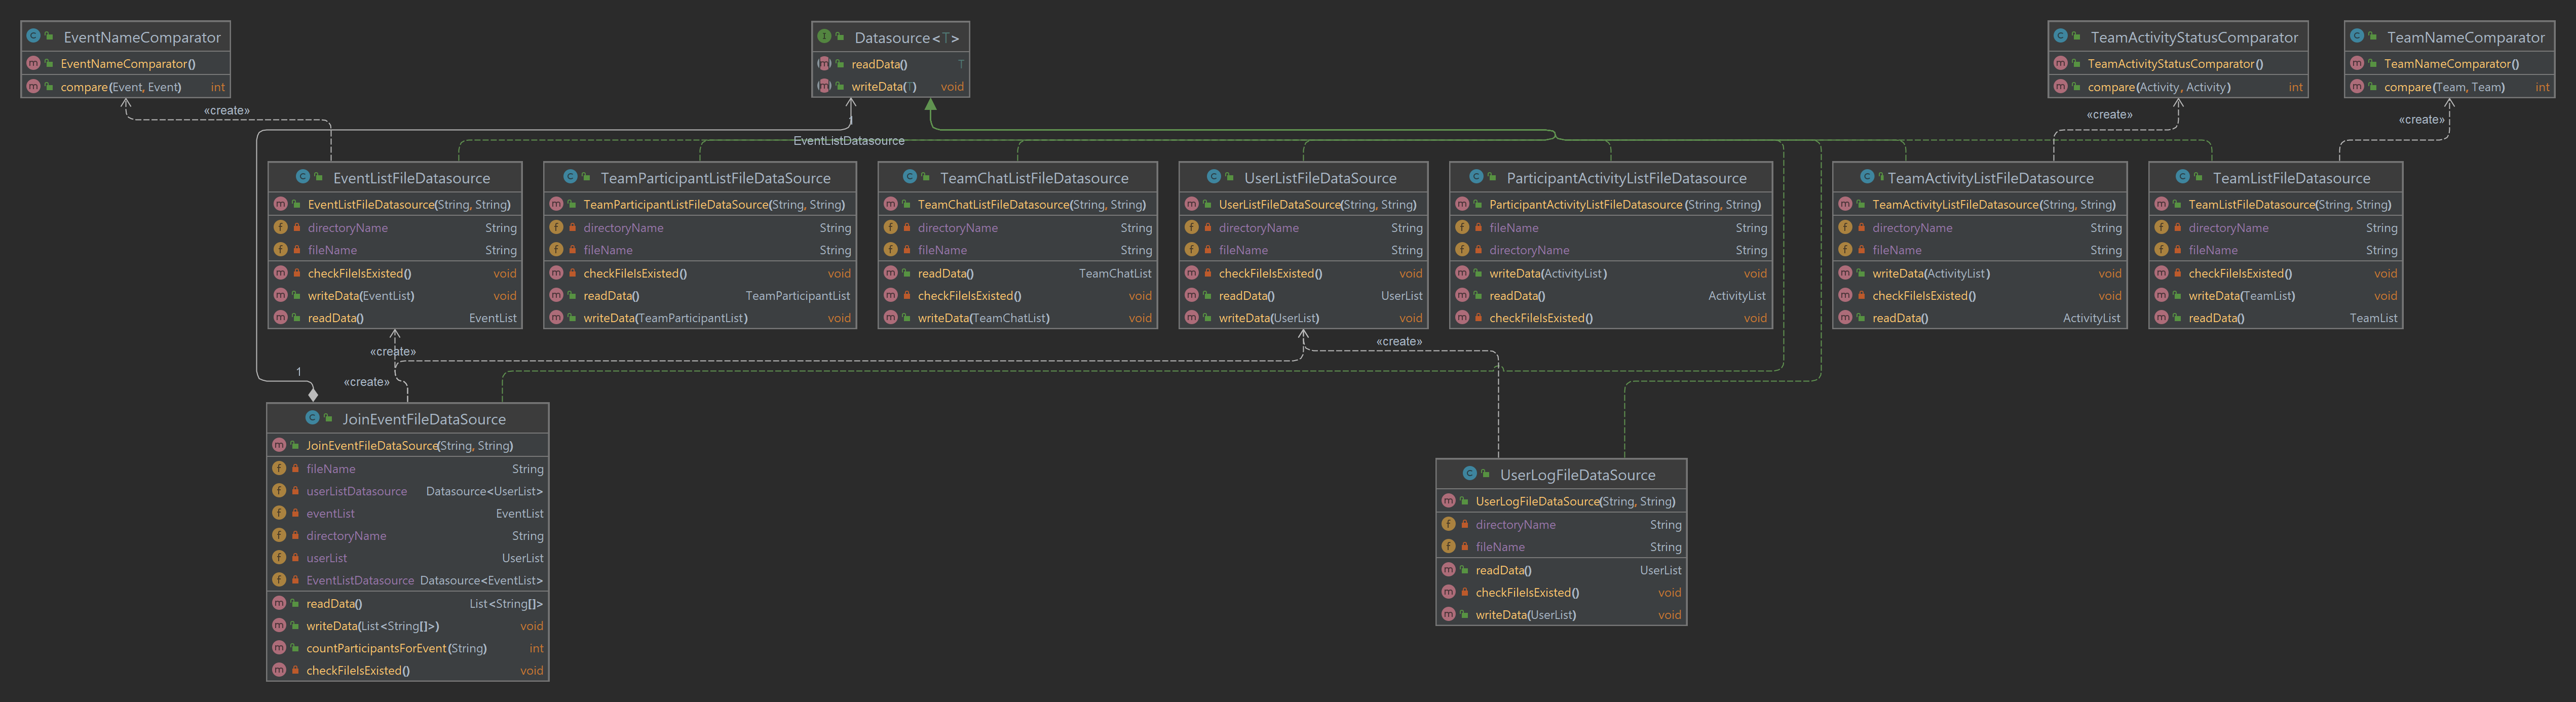 EventNameComparator
EventNameComparator()
compare(Event, Event) int
Datasource<T>
readData() T
writeData(T) void
TeamActivityStatusComparator
TeamActivityStatusComparator()
compare(Activity, Activity) int
TeamNameComparator
TeamNameComparator()
compare(Team, Team) int
«create»
1
EventListDatasource
«create»
«create»
EventListFileDatasource
EventListFileDatasource(String, String)
directoryName String
fileName String
checkFileIsExisted() void
writeData(EventList) void
readData() EventList
TeamParticipantListFileDataSource
TeamParticipantListFileDataSource(String, String)
directoryName String
fileName String
checkFileIsExisted() void
readData() TeamParticipantList
writeData(TeamParticipantList) void
TeamChatListFileDatasource
TeamChatListFileDatasource(String, String)
directoryName String
fileName String
readData() TeamChatList
checkFileIsExisted() void
writeData(TeamChatList) void
UserListFileDataSource
UserListFileDataSource(String, String)
directoryName String
fileName String
checkFileIsExisted() void
readData() UserList
writeData(UserList) void
ParticipantActivityListFileDatasource
ParticipantActivityListFileDatasource(String, String)
fileName String
directoryName String
writeData(ActivityList) void
readData() ActivityList
checkFileIsExisted() void
TeamActivityListFileDatasource
TeamActivityListFileDatasource(String, String)
directoryName String
fileName String
writeData(ActivityList) void
checkFileIsExisted() void
readData() ActivityList
TeamListFileDatasource
TeamListFileDatasource(String, String)
directoryName String
fileName String
checkFileIsExisted() void
writeData(TeamList) void
readData() TeamList
«create»
«create»
1
«create»
JoinEventFileDataSource
JoinEventFileDataSource(String, String)
fileName String
userListDatasource Datasource<UserList>
eventList EventList
directoryName String
userList UserList
EventListDatasource Datasource<EventList>
readData() List<String[]>
writeData(List<String[]>) void
countParticipantsForEvent(String) int
checkFileIsExisted() void
UserLogFileDataSource
UserLogFileDataSource(String, String)
directoryName String
fileName String
readData() UserList
checkFileIsExisted() void
writeData(UserList) void